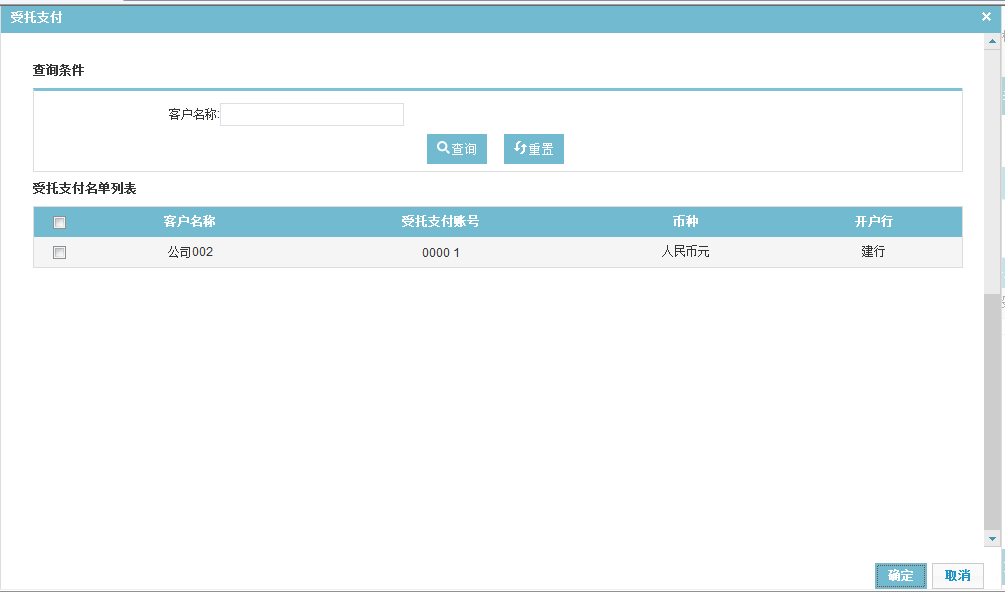 受托支付
查询条件
客户名称:
查询 重置
受托支付名单列表
客户名称 受托支付账号 币种 开户行
公司002 0000 1 人民币元 建行
确定 取消